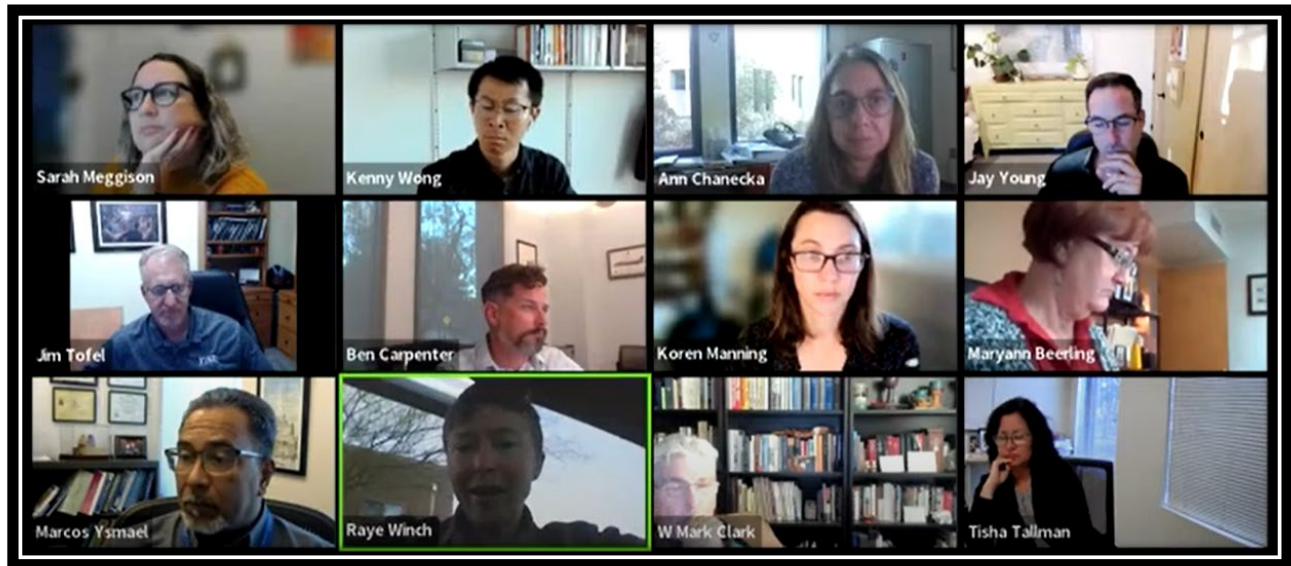 Sarah Meggison
Kenny Wong
Ann Chanecka
Jay Young
Jim Tofel
Ben Carpenter
Koren Manning
Maryann Beerling
Marcos Ysmael
Raye Winch
W Mark Clark
Tisha Tallman